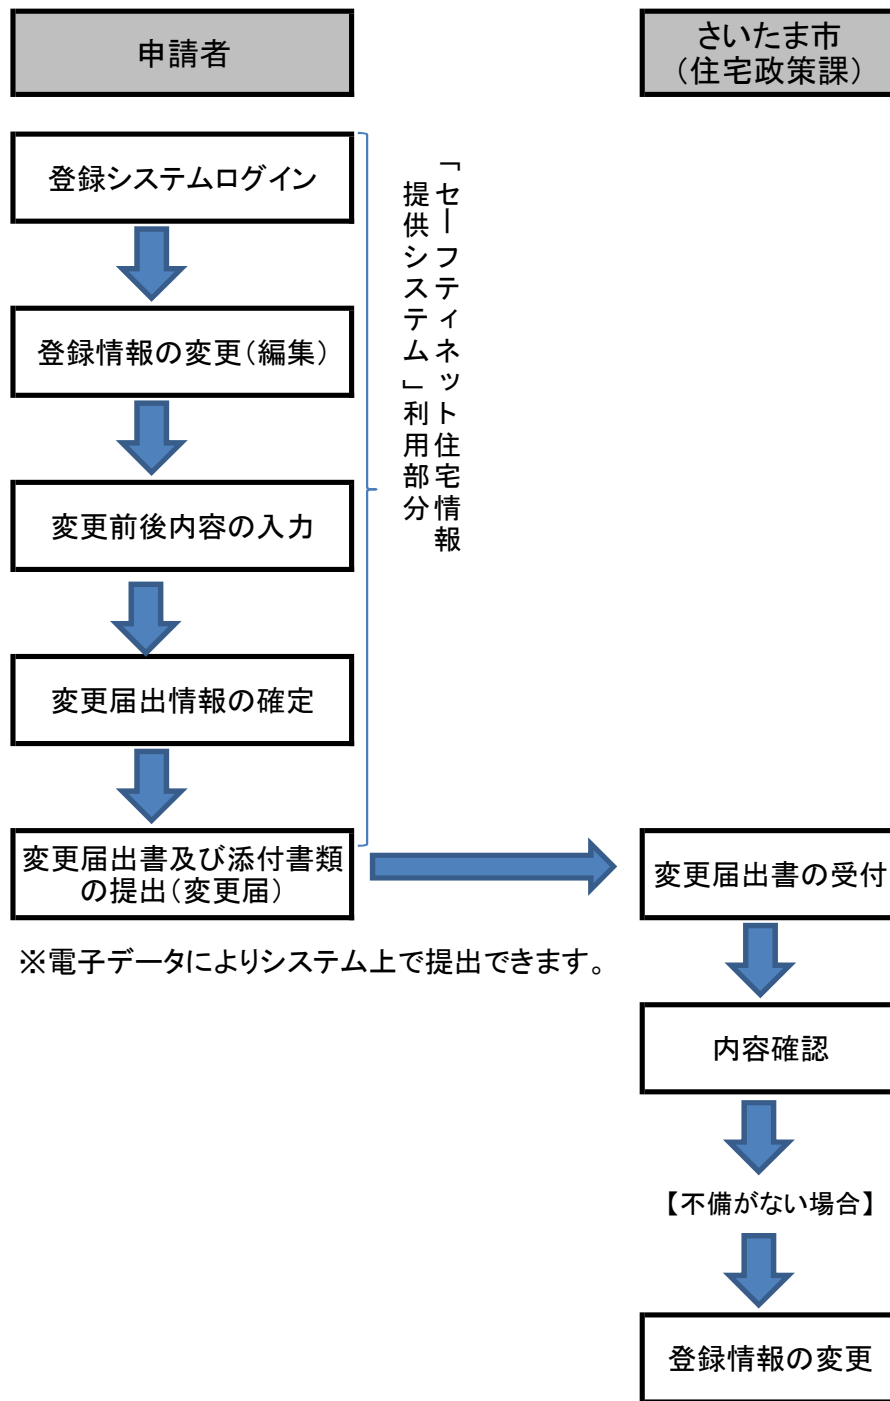 申請者
さいたま市
(住宅政策課)
登録システムログイン
登録情報の変更(編集)
変更前後内容の入力
変更届出情報の確定
変更届出書及び添付書類
の提出(変更届)
「セーフティネット住宅情報
提供システム」利用部分
※電子データによりシステム上で提出できます。
変更届出書の受付
内容確認
【不備がない場合】
登録情報の変更